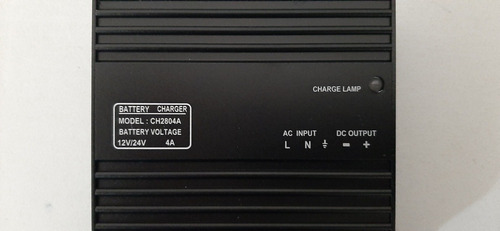 CHARGE LAMP
BATTERY CHARGER
MODEL : CH2804A
BATTERY VOLTAGE
12V/24V 4A
AC INPUT DC OUTPUT
L N ⏚ − +